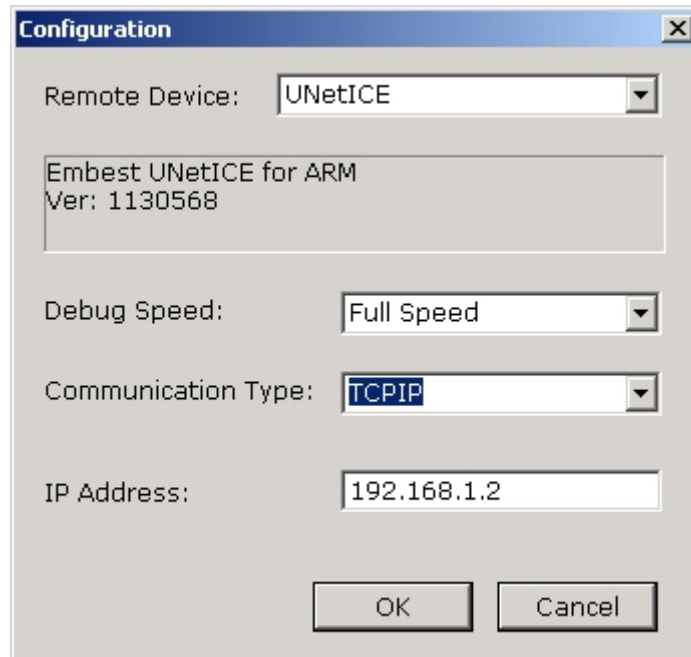 Configuration
Remote Device: UNetICE
Embest UNetICE for ARM
Ver: 1130568
Debug Speed: Full Speed
Communication Type: TCPIP
IP Address: 192.168.1.2
OK Cancel